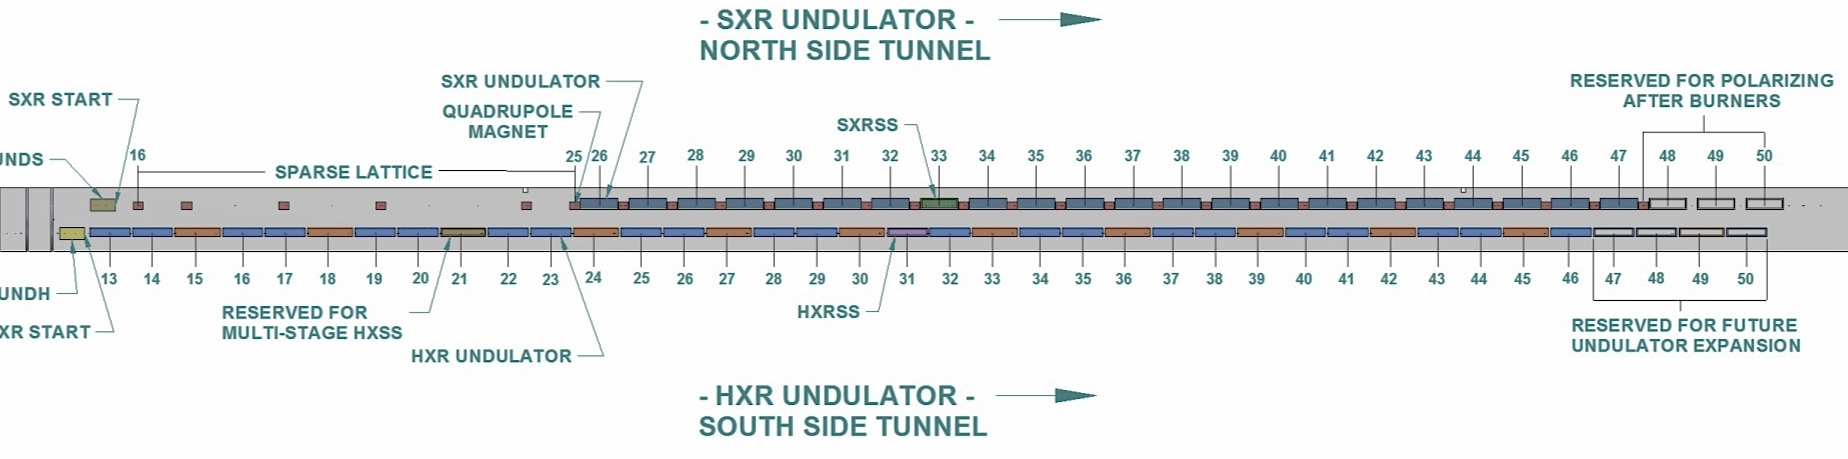 - SXR UNDULATOR -
NORTH SIDE TUNNEL
SXR UNDULATOR
RESERVED FOR POLARIZING
AFTER BURNERS
SXR START
QUADRUPOLE
MAGNET
SXRSS
UNDS
16
SPARSE LATTICE
25 26 27 28 29 30 31 32 33 34 35 36 37 38 39 40 41 42 43 44 45 46 47 48 49 50
13 14 15 16 17 18 19 20 21 22 23 24 25 26 27 28 29 30 31 32 33 34 35 36 37 38 39 40 41 42 43 44 45 46 47 48 49 50
UNDH
RESERVED FOR
MULTI-STAGE HXSS
HXRSS
XR START
HXR UNDULATOR
RESERVED FOR FUTURE
UNDULATOR EXPANSION
- HXR UNDULATOR -
SOUTH SIDE TUNNEL